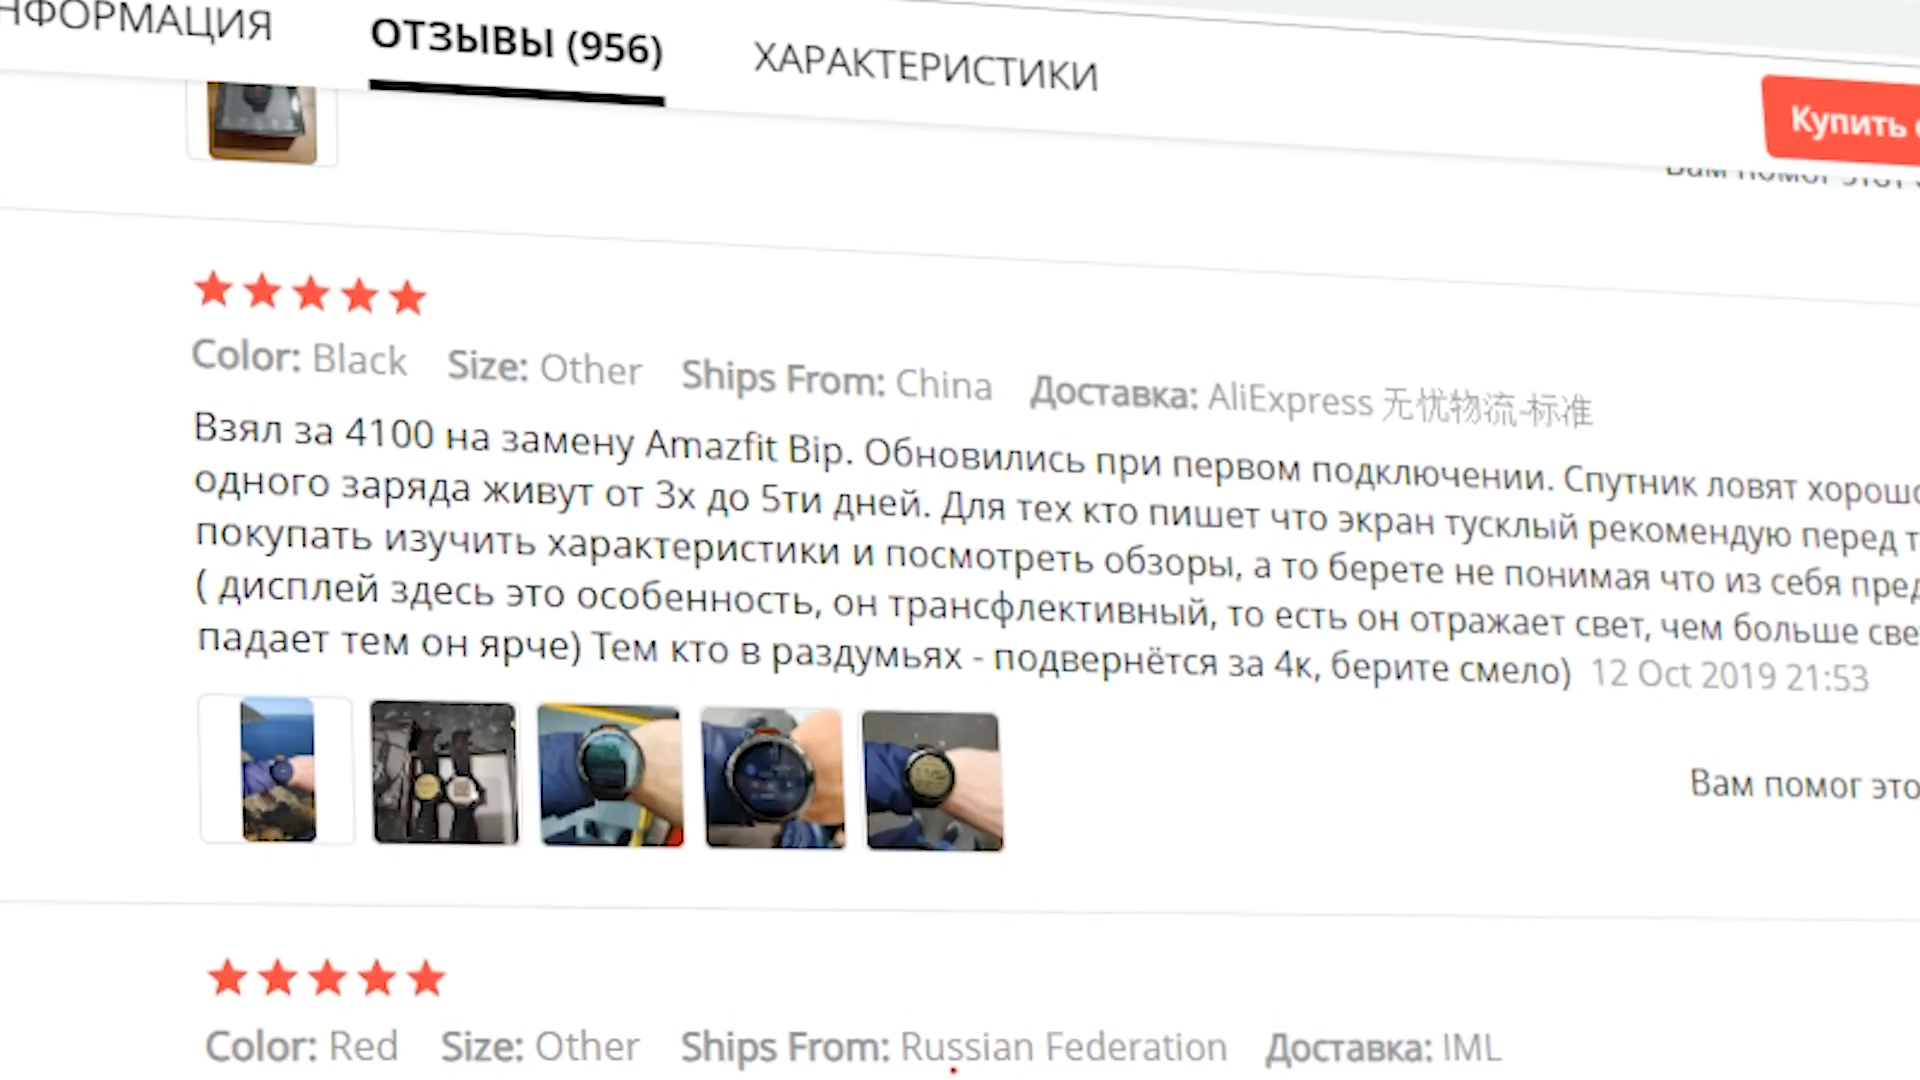 ОТЗЫВЫ (956)
ХАРАКТЕРИСТИКИ
Купить
Color: Black Size: Other Ships From: China Доставка: AliExpress 无忧物流-标准
Взял за 4100 на замену Amazfit Bip. Обновились при первом подключении. Спутник ловят
одного заряда живут от 3х до 5ти дней. Для тех кто пишет что экран тусклый рекомендую перед
покупать изучить характеристики и посмотреть обзоры, а то берете не понимая что из себя
( дисплей здесь это особенность, он трансфлективный, то есть он отражает свет, чем больше
падает тем он ярче) Тем кто в раздумьях - подвернётся за 4к, берите смело) 12 Oct 2019 21:53
Вам помог
Color: Red Size: Other Ships From: Russian Federation Доставка: IML